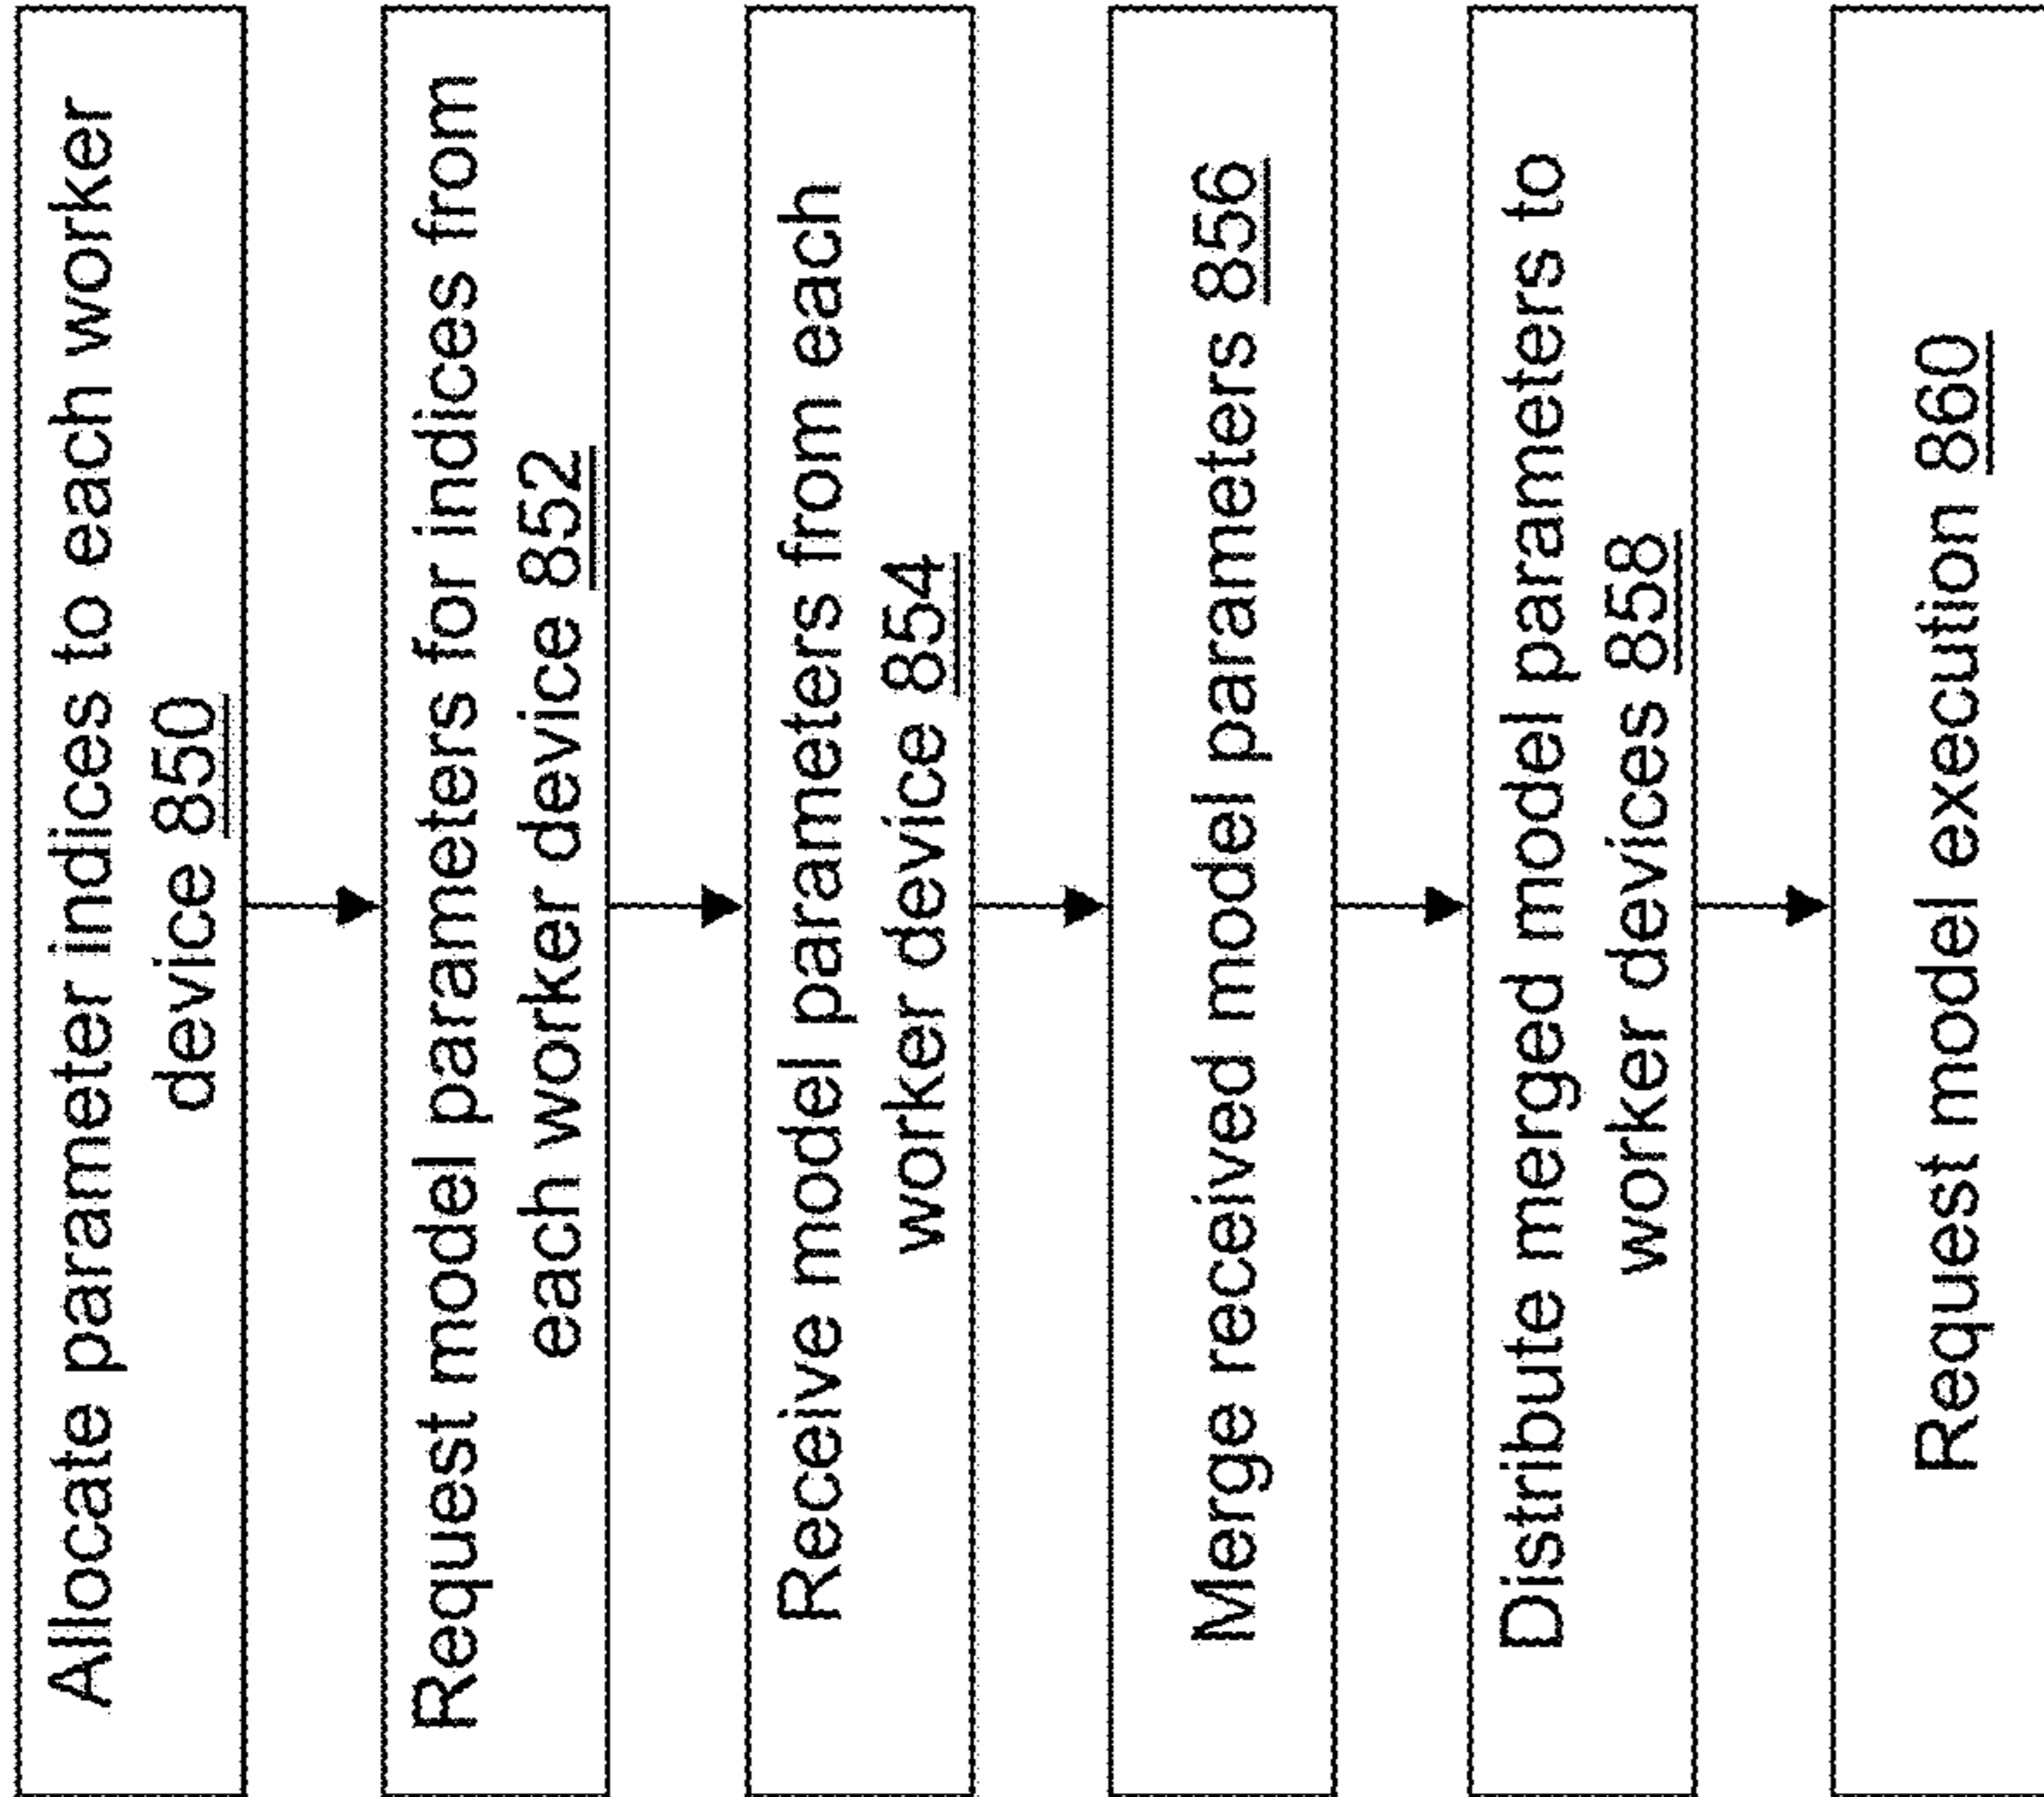 Allocate parameter indices to each worker
device 850
Request model parameters for indices from
each worker device 852
Receive model parameters from each
worker device 854
Merge received model parameters 856
Distribute merged model parameters to
worker devices 858
Request model execution 860